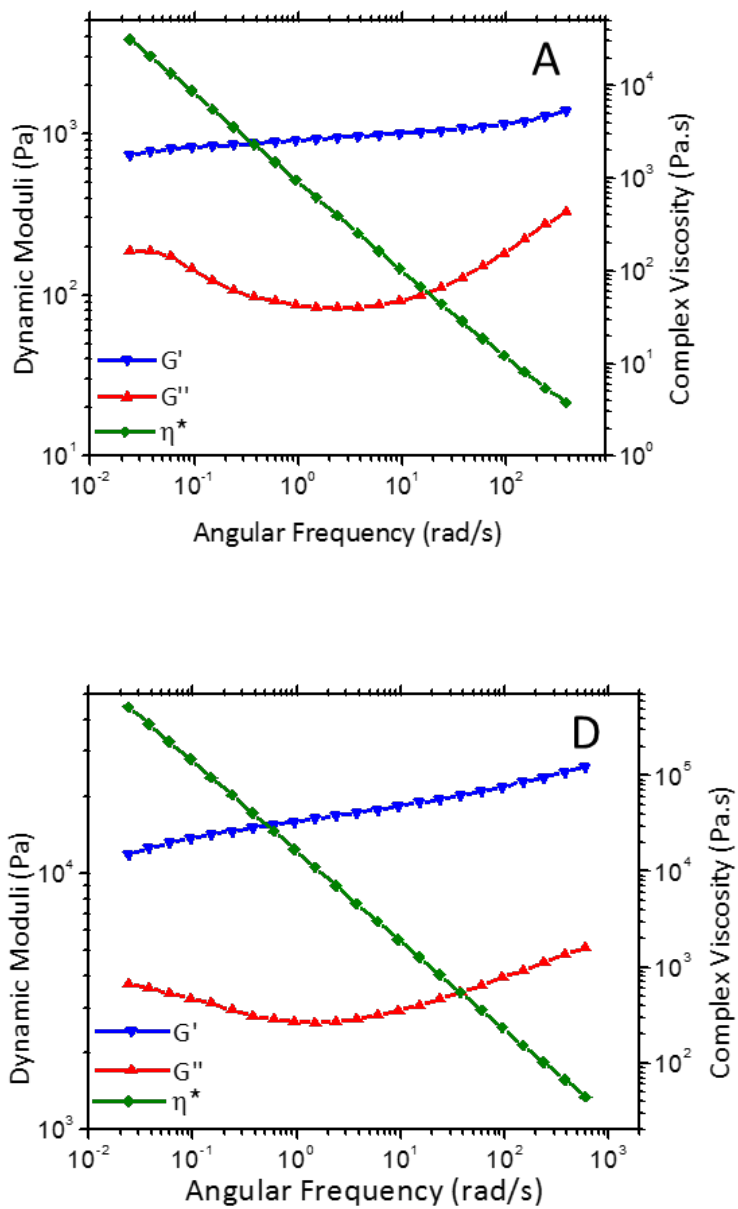 A
10³
10²
10¹
Dynamic Moduli (Pa)
10⁴
10³
10²
10¹
10⁰
Complex Viscosity (Pa.s)
G'
G''
η*
10⁻² 10⁻¹ 10⁰ 10¹ 10²
Angular Frequency (rad/s)
D
10⁴
10³
Dynamic Moduli (Pa)
10⁵
10⁴
10³
10²
Complex Viscosity (Pa.s)
G'
G"
η*
10⁻² 10⁻¹ 10⁰ 10¹ 10² 10³
Angular Frequency (rad/s)